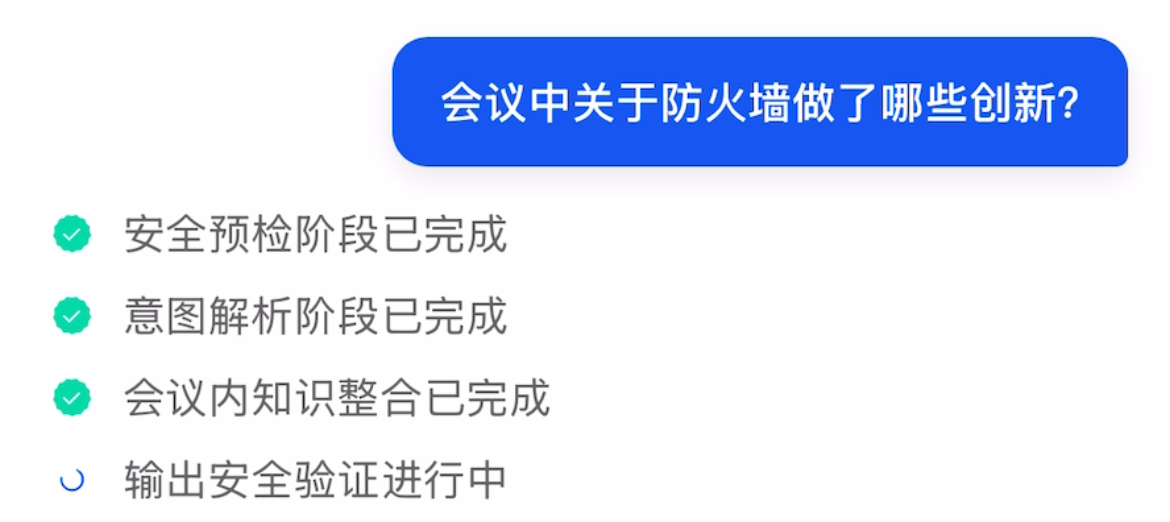 会议中关于防火墙做了哪些创新?
安全预检阶段已完成
意图解析阶段已完成
会议内知识整合已完成
输出安全验证进行中